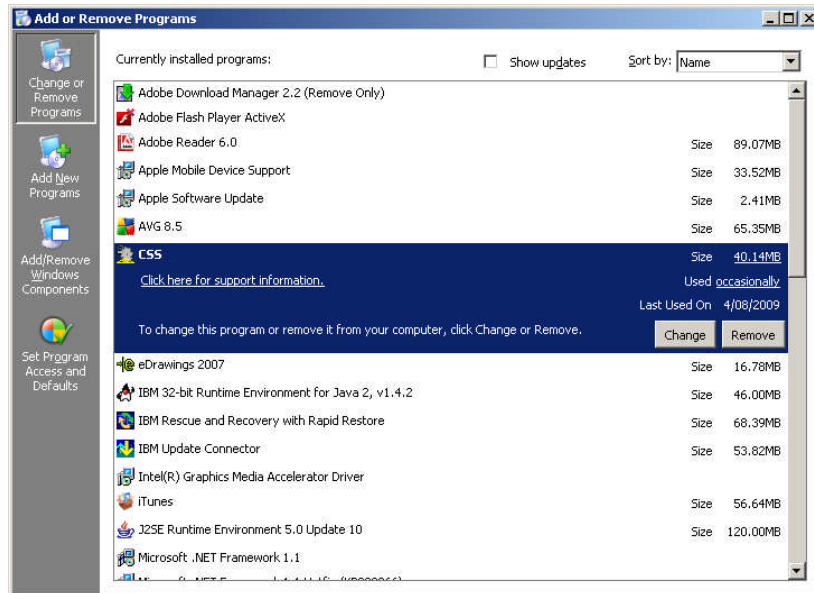 Add or Remove Programs
Change or
Remove
Programs
Add New
Programs
Add/Remove
Windows
Components
Set Program
Access and
Defaults
Currently installed programs:
Show updates
Sort by: Name
Adobe Download Manager 2.2 (Remove Only)
Adobe Flash Player ActiveX
Adobe Reader 6.0 Size 89.07MB
Apple Mobile Device Support Size 33.52MB
Apple Software Update Size 2.41MB
AVG 8.5 Size 65.35MB
CSS Size 40.14MB
Click here for support information. Used occasionally
Last Used On 4/08/2009
To change this program or remove it from your computer, click Change or Remove. Change Remove
eDrawings 2007 Size 16.78MB
IBM 32-bit Runtime Environment for Java 2, v1.4.2 Size 46.00MB
IBM Rescue and Recovery with Rapid Restore Size 68.39MB
IBM Update Connector Size 53.82MB
Intel(R) Graphics Media Accelerator Driver
iTunes Size 56.64MB
J2SE Runtime Environment 5.0 Update 10 Size 120.00MB
Microsoft .NET Framework 1.1